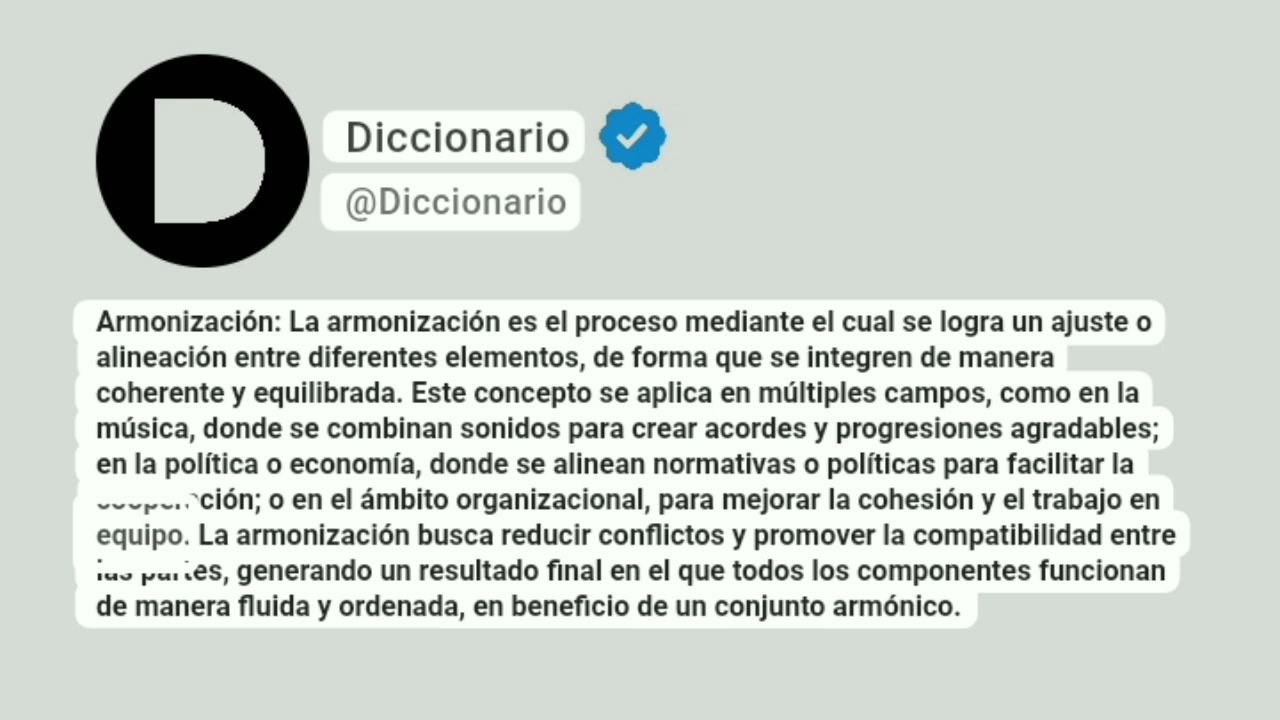 D
Diccionario
@Diccionario
Armonización: La armonización es el proceso mediante el cual se logra un ajuste o
alineación entre diferentes elementos, de forma que se integren de manera
coherente y equilibrada. Este concepto se aplica en múltiples campos, como en la
música, donde se combinan sonidos para crear acordes y progresiones agradables;
en la política o economía, donde se alinean normativas o políticas para facilitar la
cooperación; o en el ámbito organizacional, para mejorar la cohesión y el trabajo en
equipo. La armonización busca reducir conflictos y promover la compatibilidad entre
las partes, generando un resultado final en el que todos los componentes funcionan
de manera fluida y ordenada, en beneficio de un conjunto armónico.